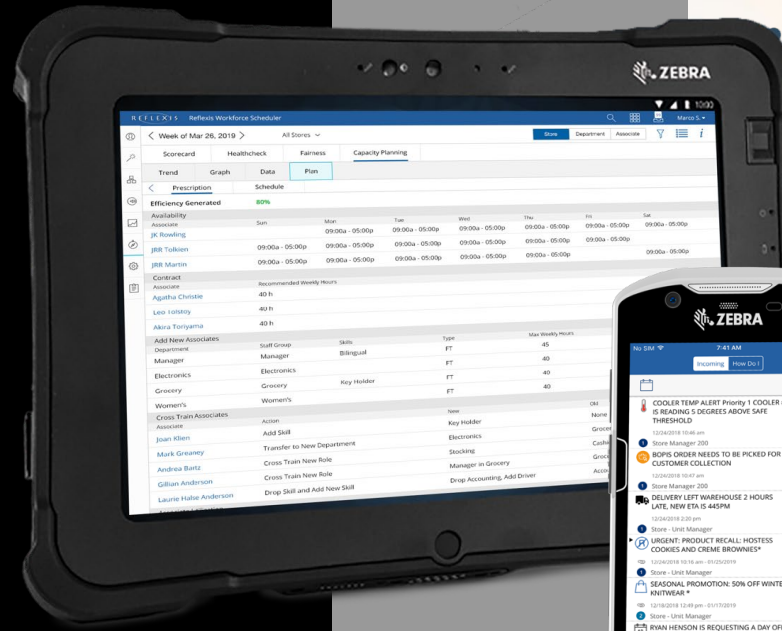 ZEBRA
10:00
REFLEXIS Reflexis Workforce Scheduler
Marco S.
Week of Mar 26, 2019 All Stores Store Department Associate
Scorecard Healthcheck Fairness Capacity Planning
Trend Graph Data Plan
Prescription Schedule
Efficiency Generated 80%
Availability
Associate Sun Mon Tue Wed Thu Fri Sat
JK Rowling 09:00a - 05:00p 09:00a - 05:00p 09:00a - 05:00p 09:00a - 05:00p 09:00a - 05:00p 09:00a - 05:00p
JRR Tolkien 09:00a - 05:00p 09:00a - 05:00p 09:00a - 05:00p 09:00a - 05:00p 09:00a - 05:00p 09:00a - 05:00p
JRR Martin 09:00a - 05:00p 09:00a - 05:00p 09:00a - 05:00p 09:00a - 05:00p 09:00a - 05:00p 09:00a - 05:00p
Contract
Associate Recommended Weekly Hours
Agatha Christie 40 h
Leo Tolstoy 40 h
Akira Toriyama 40 h
Add New Associates
Department Staff Group Skills Type Max Weekly Hours
Manager Manager Bilingual FT 45
Electronics Electronics FT 40
Grocery Grocery Key Holder FT 40
Women's Women's FT 40
Cross Train Associates
Associate Action New Old
Joan Klien Add Skill Key Holder None
Mark Greaney Transfer to New Department Electronics
Andrea Bartz Cross Train New Role Stocking
Gillian Anderson Cross Train New Role Manager in Grocery
Laurie Halse Anderson Drop Skill and Add New Skill Drop Accounting, Add Driver
ZEBRA
No SIM 7:41 AM
Incoming How Do I
COOLER TEMP ALERT Priority 1 COOLER
IS READING 5 DEGREES ABOVE SAFE
THRESHOLD
12/24/2018 10:46 am
1 Store Manager 200
BOPIS ORDER NEEDS TO BE PICKED FOR
CUSTOMER COLLECTION
12/24/2018 10:47 am
1 Store Manager 200
DELIVERY LEFT WAREHOUSE 2 HOURS
LATE, NEW ETA IS 445PM
12/24/2018 2:20 pm
1 Store - Unit Manager
URGENT: PRODUCT RECALL: HOSTESS
COOKIES AND CREME BROWNIES*
12/24/2018 10:16 am - 01/25/2019
1 Store - Unit Manager
SEASONAL PROMOTION: 50% OFF
KNITWEAR *
12/18/2018 12:49 pm - 01/17/2019
2 Store - Unit Manager
RYAN HENSON IS REQUESTING A DAY